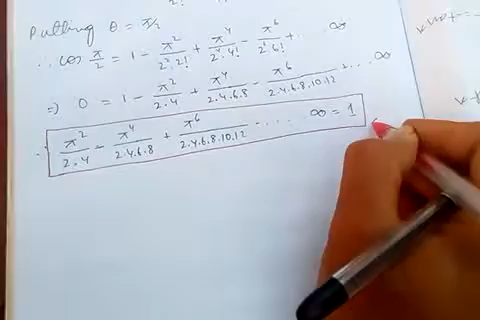 Putting θ = π/2
∴ cos π/2 = 1 - π²/2².2! + π⁴/2⁴.4! - π⁶/2⁶.6! + . . . ∞
=) 0 = 1 - π²/2.4 + π⁴/2.4.6.8 - π⁶/2.4.6.8.10.12 + . . . ∞
∴ π²/2.4 - π⁴/2.4.6.8 + π⁶/2.4.6.8.10.12 - . . . . ∞ = 1